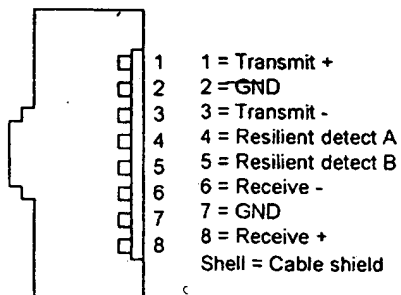 1 1 = Transmit +
2 2 = GND
3 3 = Transmit -
4 4 = Resilient detect A
5 5 = Resilient detect B
6 6 = Receive -
7 7 = GND
8 8 = Receive +
Shell = Cable shield